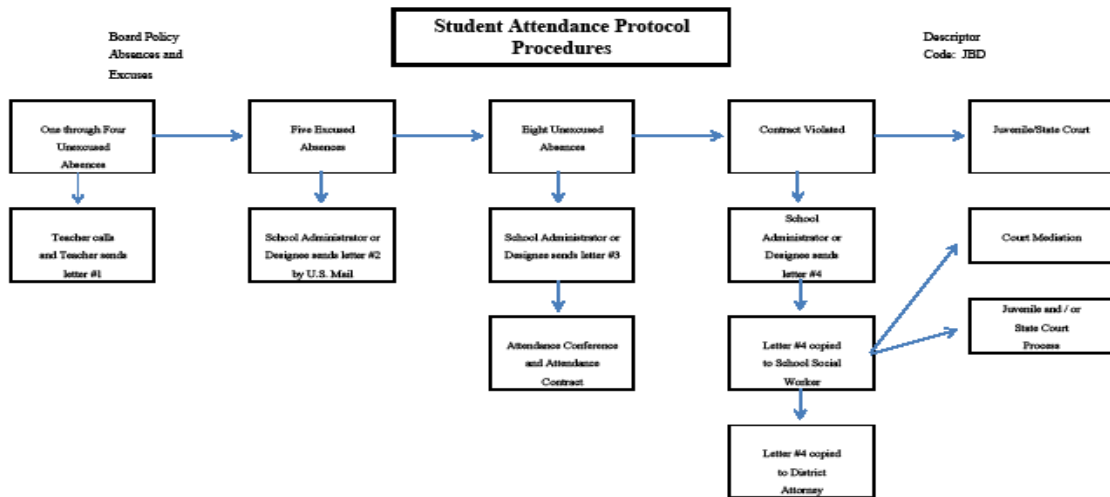 Student Attendance Protocol
Procedures
Board Policy
Absences and
Excuses
Descriptor
Code: JBD
One through Four
Unexcused
Absences
Five Excused
Absences
Eight Unexcused
Absences
Contract Violated
Juvenile/State Court
Teacher calls
and Teacher sends
letter #1
School Administrator or
Designee sends letter #2
by U.S. Mail
School Administrator or
Designee sends letter #3
School
Administrator or
Designee sends
letter #4
Court Mediation
Attendance Conference
and Attendance
Contract
Letter #4 copied
to School Social
Worker
Juvenile and / or
State Court
Process
Letter #4 copied
to District
Attorney